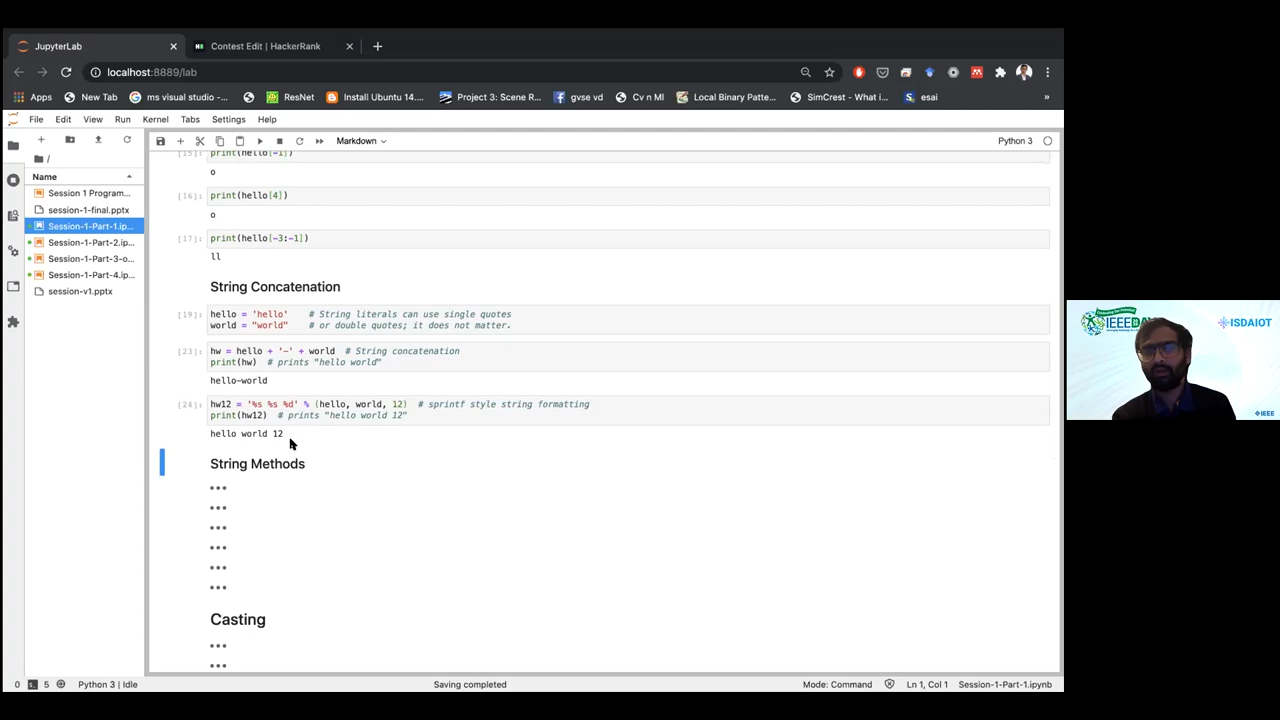 JupyterLab
Contest Edit | HackerRank
localhost:8889/lab
Apps
New Tab
ms visual studio -...
ResNet
Install Ubuntu 14....
Project 3: Scene R...
gvse vd
Cv n Ml
Local Binary Patte...
SimCrest - What i...
esai
»
File Edit View Run Kernel Tabs Settings Help
Markdown
Python 3
/
Name
Session 1 Program...
session-1-final.pptx
Session-1-Part-1.ip...
Session-1-Part-2.ip...
Session-1-Part-3-o...
Session-1-Part-4.ip...
session-v1.pptx
[15]: print(hello[-1])
o
[16]: print(hello[4])
o
[17]: print(hello[-3:-1])
ll
String Concatenation
[19]: hello = 'hello' # String literals can use single quotes
world = "world" # or double quotes; it does not matter.
[23]: hw = hello + '-' + world # String concatenation
print(hw) # prints "hello world"
hello-world
[24]: hw12 = '%s %s %d' % (hello, world, 12) # sprintf style string formatting
print(hw12) # prints "hello world 12"
hello world 12
String Methods
Casting
0
5
Python 3 | Idle
Saving completed
Mode: Command
Ln 1, Col 1
Session-1-Part-1.ipynb
ISDAIOT
IEEE